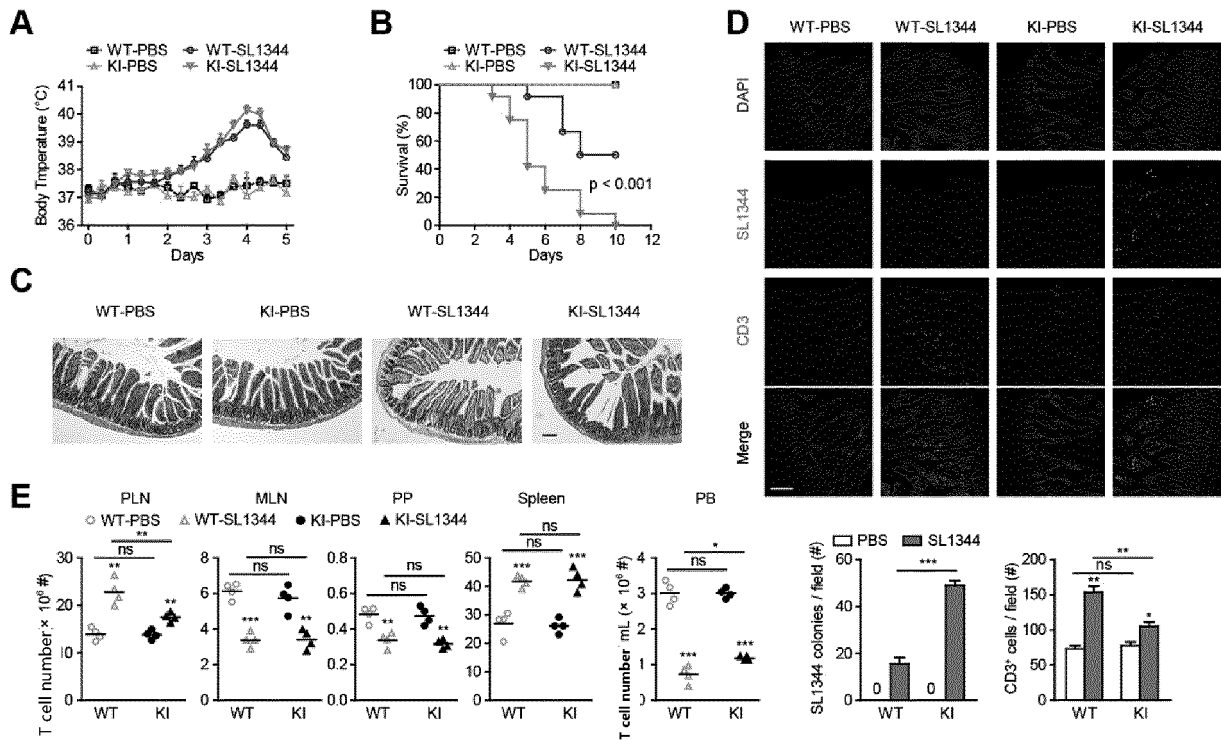 A
WT-PBS WT-SL1344
KI-PBS KI-SL1344
Body Tmperature (°C)
41
40
39
38
37
36
0 1 2 3 4 5
Days
B
WT-PBS WT-SL1344
KI-PBS KI-SL1344
Survival (%)
100
80
60
40
20
0
p < 0.001
0 2 4 6 8 10 12
Days
C
WT-PBS KI-PBS WT-SL1344 KI-SL1344
D
WT-PBS WT-SL1344 KI-PBS KI-SL1344
DAPI
SL1344
CD3
Merge
PBS SL1344
SL1344 colonies / field (#)
60
40
20
0
***
0 0
WT KI
CD3⁺ cells / field (#)
200
150
100
50
0
**
ns
** *
WT KI
E
PLN MLN PP Spleen PB
WT-PBS WT-SL1344 KI-PBS KI-SL1344
T cell number (× 10⁶ #)
30
20
10
0
**
ns
** **
WT KI
8
6
4
2
0
ns
ns
*** **
WT KI
0.8
0.6
0.4
0.2
0.0
ns
ns
** **
WT KI
50
40
30
20
10
0
ns
ns
*** ***
WT KI
T cell number / mL (× 10⁶ #)
4
3
2
1
0
*
ns
*** ***
WT KI